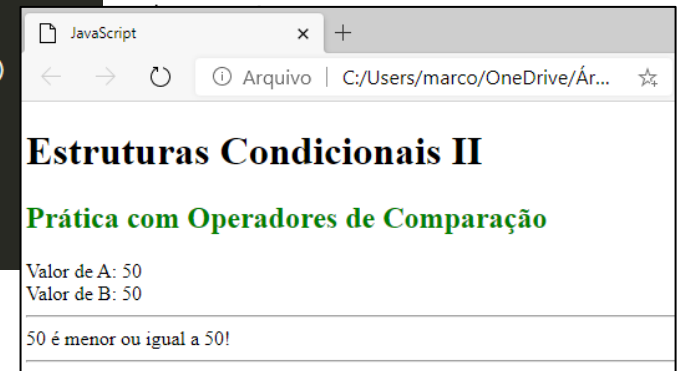 JavaScript
Arquivo C:/Users/marco/OneDrive/Ár...
Estruturas Condicionais II
Prática com Operadores de Comparação
Valor de A: 50
Valor de B: 50
50 é menor ou igual a 50!